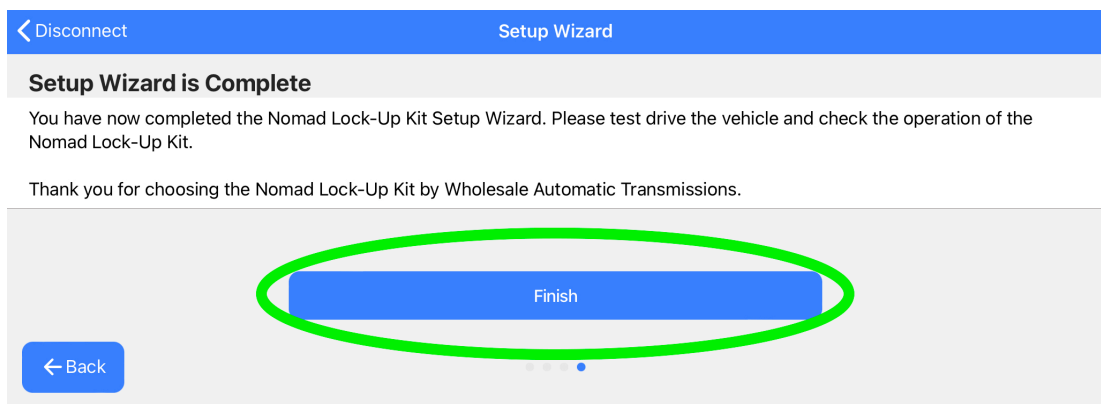 Disconnect
Setup Wizard
Setup Wizard is Complete
You have now completed the Nomad Lock-Up Kit Setup Wizard. Please test drive the vehicle and check the operation of the
Nomad Lock-Up Kit.
Thank you for choosing the Nomad Lock-Up Kit by Wholesale Automatic Transmissions.
Finish
Back